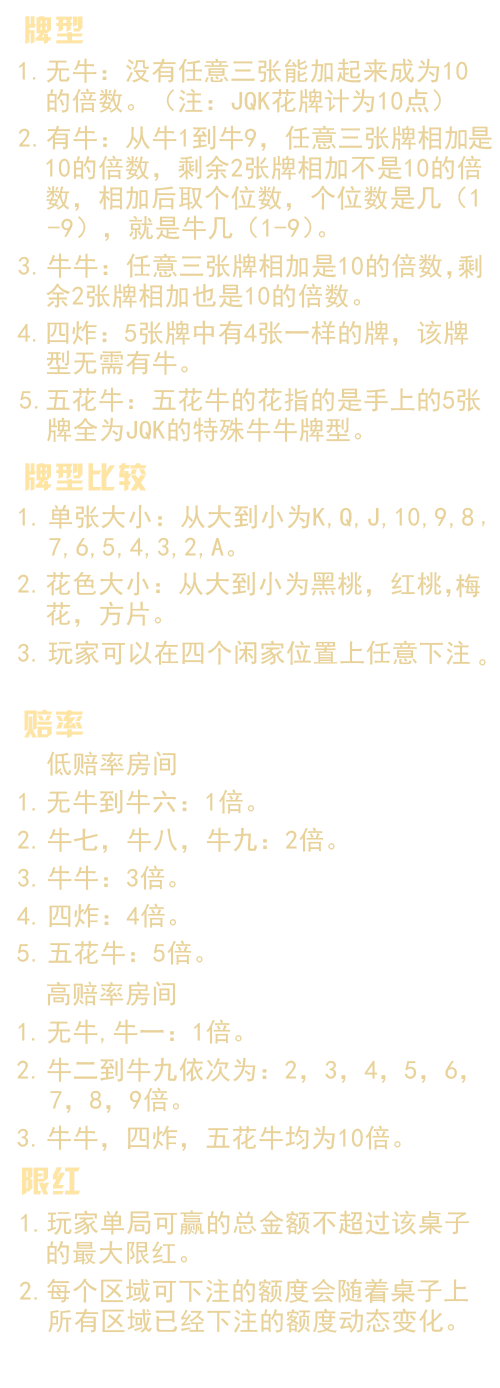 牌型
1. 无牛：没有任意三张能加起来成为10
的倍数。（注：JQK花牌计为10点）
2. 有牛：从牛1到牛9，任意三张牌相加是
10的倍数，剩余2张牌相加不是10的倍
数，相加后取个位数，个位数是几（1
-9），就是牛几（1-9）。
3. 牛牛：任意三张牌相加是10的倍数,剩
余2张牌相加也是10的倍数。
4. 四炸：5张牌中有4张一样的牌，该牌
型无需有牛。
5. 五花牛：五花牛的花指的是手上的5张
牌全为JQK的特殊牛牛牌型。
牌型比较
1. 单张大小：从大到小为K,Q,J,10,9,8,
7,6,5,4,3,2,A。
2. 花色大小：从大到小为黑桃，红桃,梅
花，方片。
3. 玩家可以在四个闲家位置上任意下注。
赔率
低赔率房间
1. 无牛到牛六：1倍。
2. 牛七，牛八，牛九：2倍。
3. 牛牛：3倍。
4. 四炸：4倍。
5. 五花牛：5倍。
高赔率房间
1. 无牛,牛一：1倍。
2. 牛二到牛九依次为：2，3，4，5，6，
7，8，9倍。
3. 牛牛，四炸，五花牛均为10倍。
限红
1. 玩家单局可赢的总金额不超过该桌子
的最大限红。
2. 每个区域可下注的额度会随着桌子上
所有区域已经下注的额度动态变化。